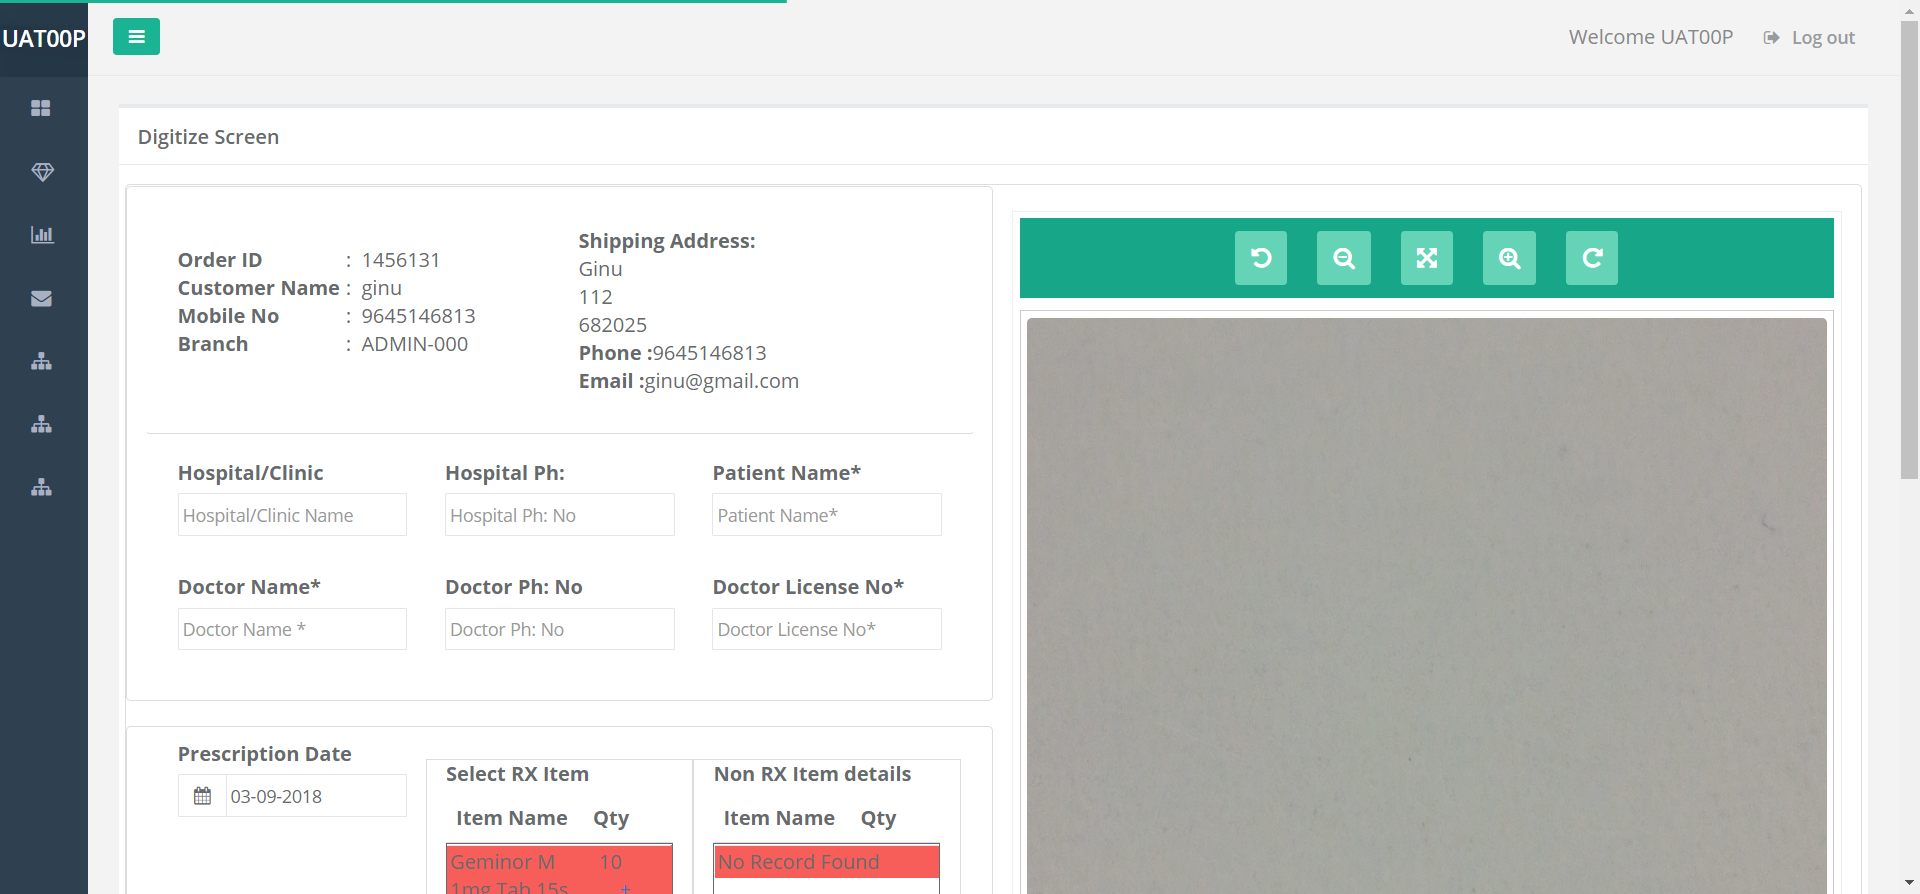 UAT00P
Welcome UAT00P
Log out
Digitize Screen
Order ID : 1456131
Customer Name : ginu
Mobile No : 9645146813
Branch : ADMIN-000
Shipping Address:
Ginu
112
682025
Phone :9645146813
Email :ginu@gmail.com
Hospital/Clinic
Hospital Ph:
Patient Name*
Hospital/Clinic Name
Hospital Ph: No
Patient Name*
Doctor Name*
Doctor Ph: No
Doctor License No*
Doctor Name *
Doctor Ph: No
Doctor License No*
Prescription Date
03-09-2018
Select RX Item
Item Name Qty
Geminor M 10
1mg Tab 15s +
Non RX Item details
Item Name Qty
No Record Found